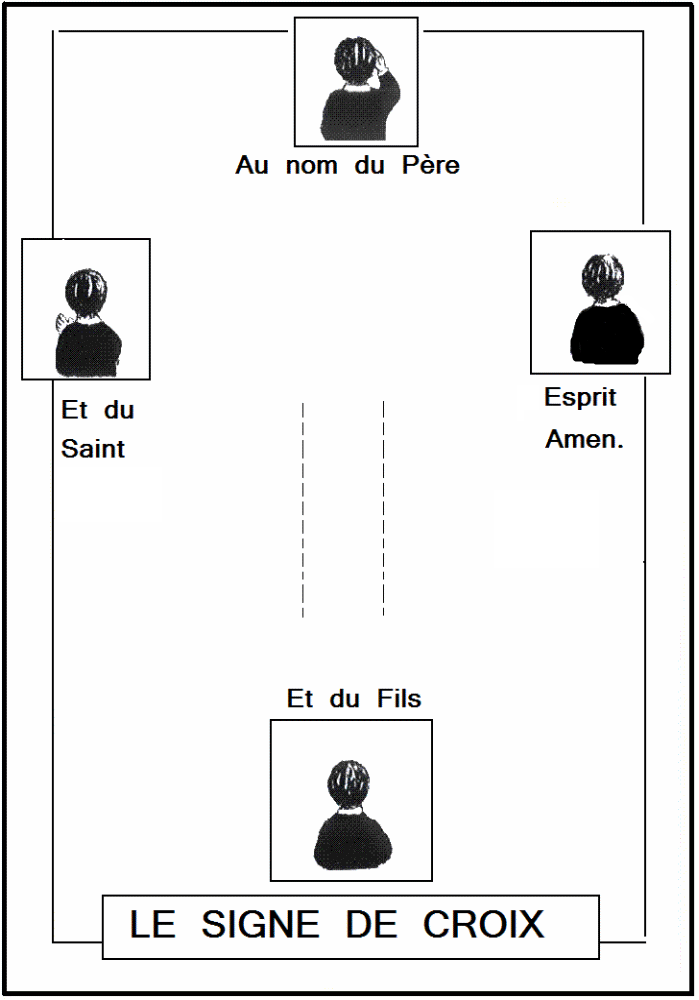 Au nom du Père
Et du
Saint
Esprit
Amen.
Et du Fils
LE SIGNE DE CROIX